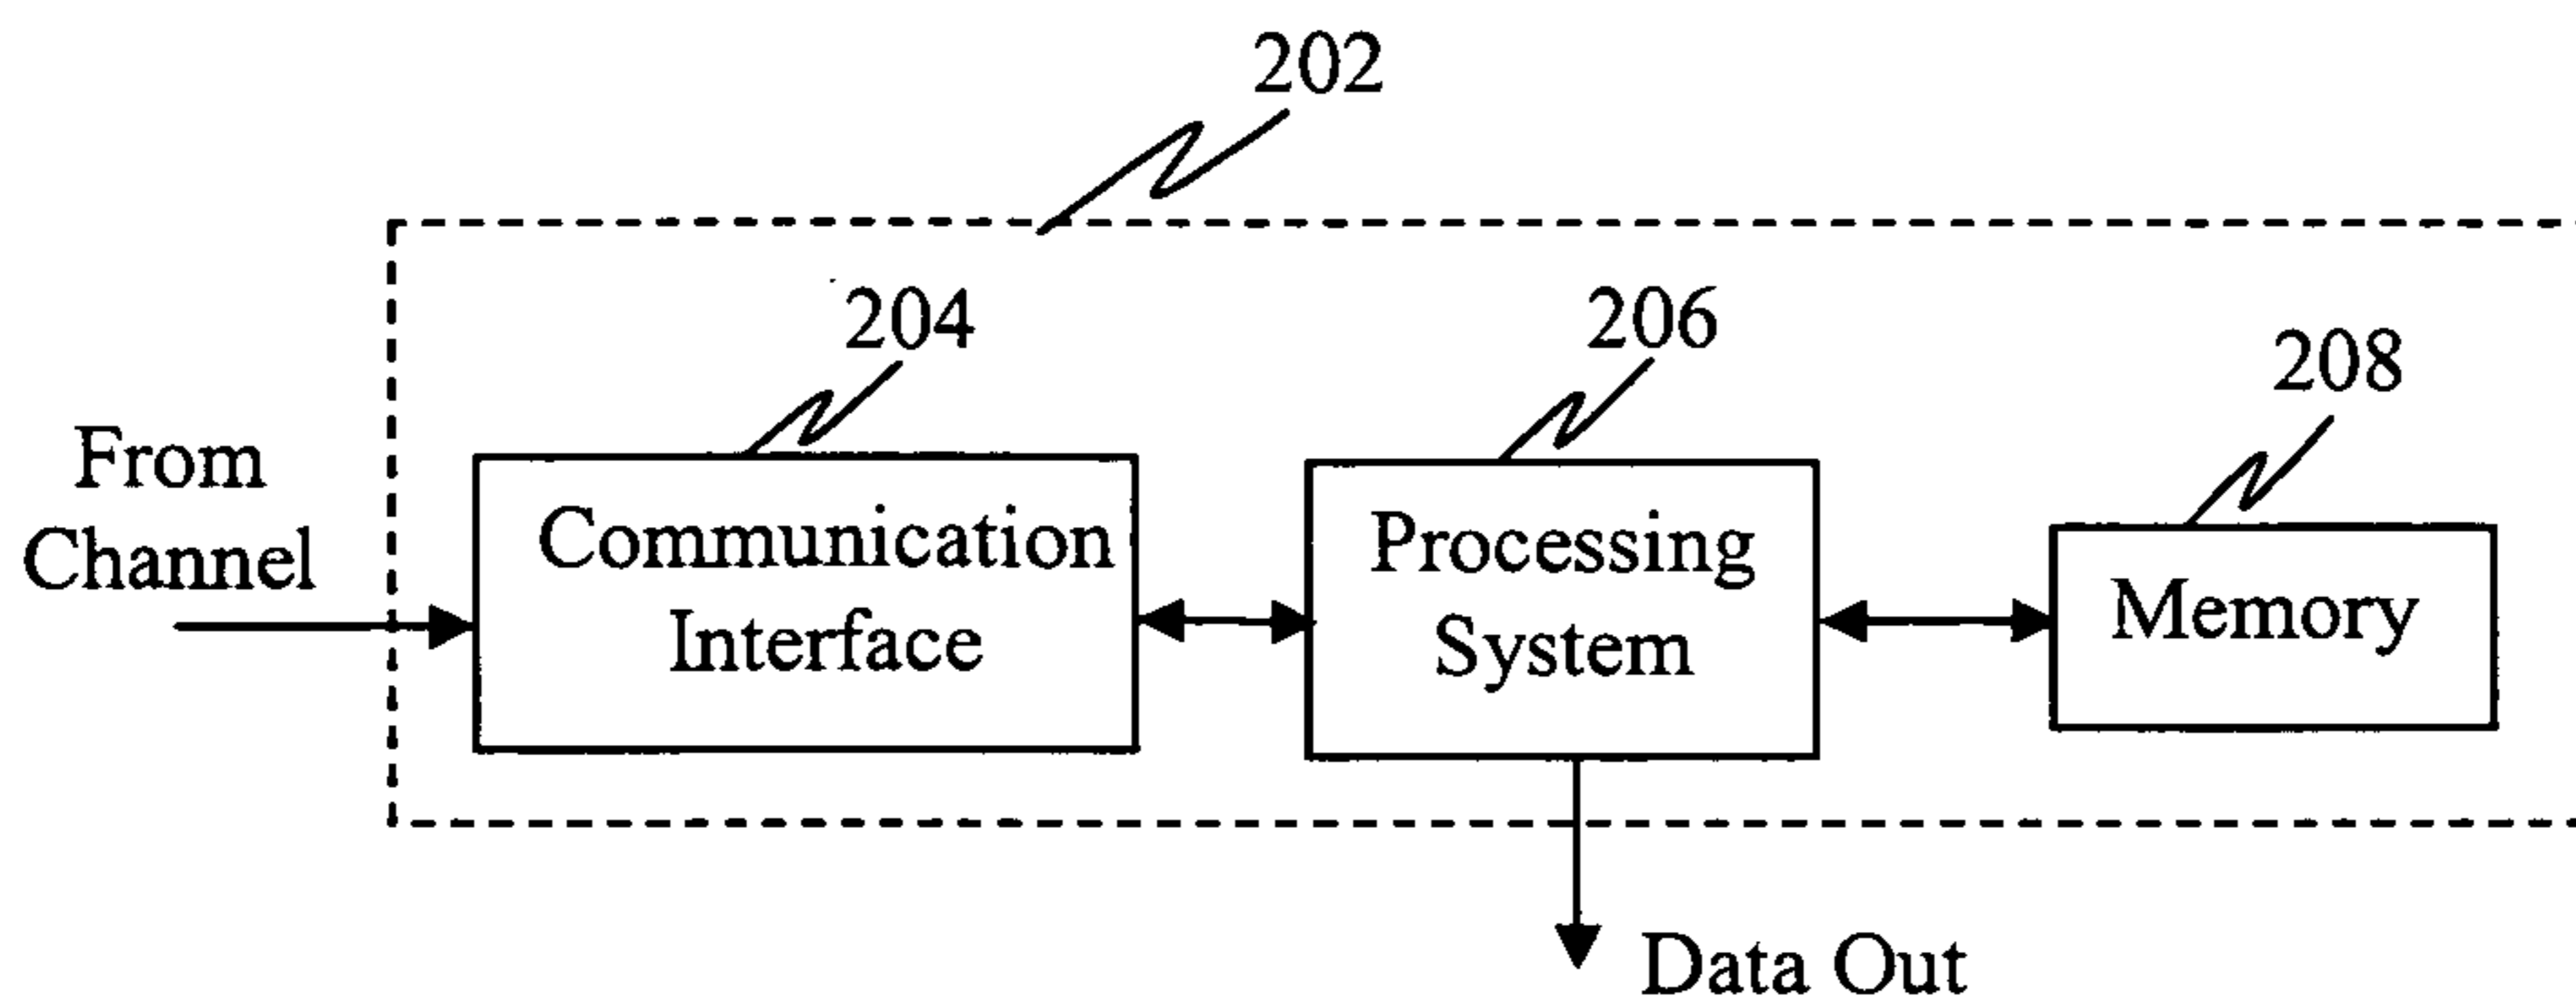 202
204
206
208
From
Channel
Communication
Interface
Processing
System
Memory
Data Out